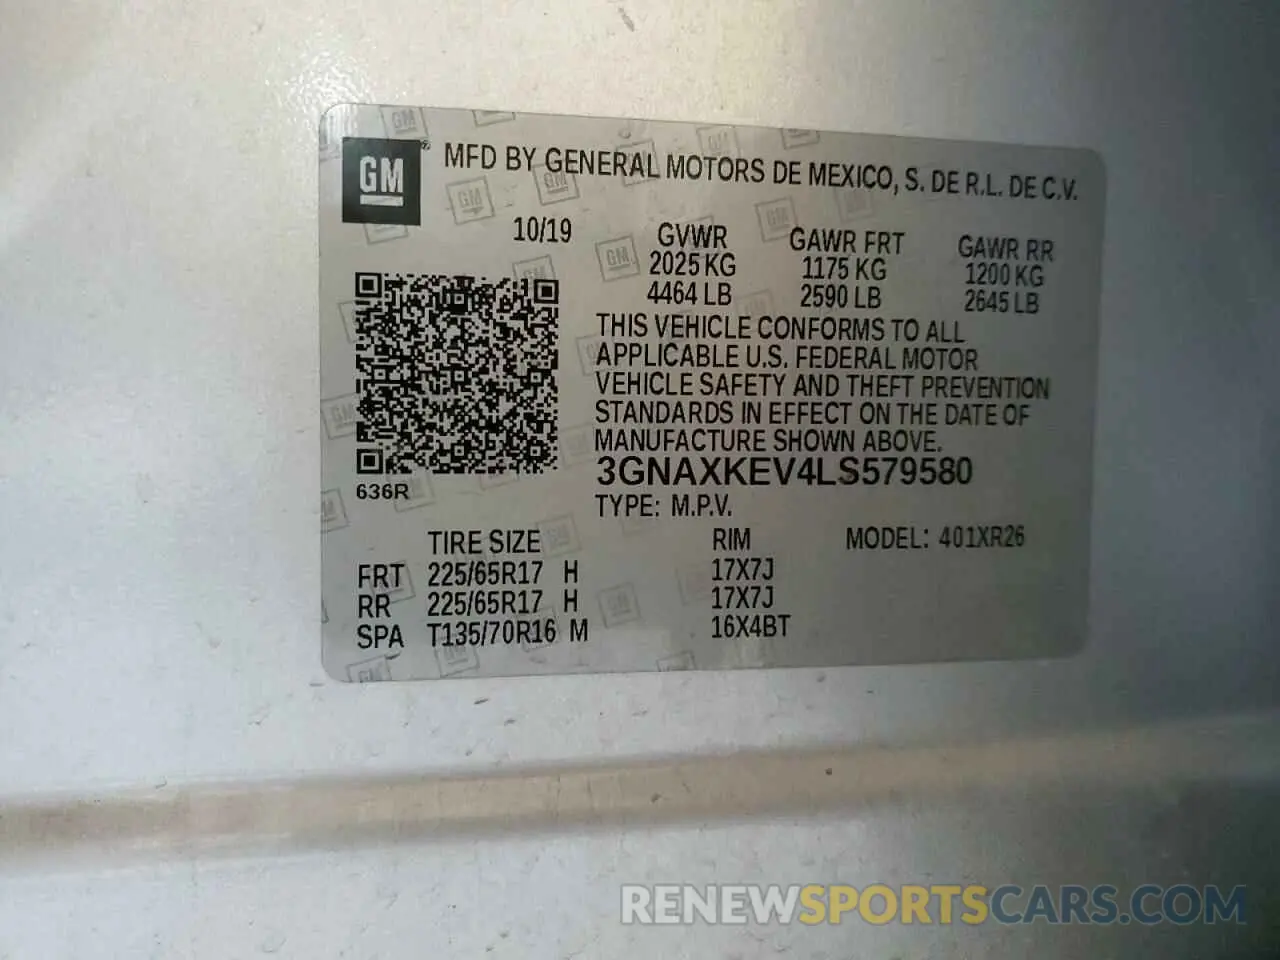 GM ® MFD BY GENERAL MOTORS DE MEXICO, S. DE R.L. DE C.V.
10/19 GVWR GAWR FRT GAWR RR
2025 KG 1175 KG 1200 KG
4464 LB 2590 LB 2645 LB
THIS VEHICLE CONFORMS TO ALL
APPLICABLE U.S. FEDERAL MOTOR
VEHICLE SAFETY AND THEFT PREVENTION
STANDARDS IN EFFECT ON THE DATE OF
MANUFACTURE SHOWN ABOVE.
3GNAXKEV4LS579580
636R
TYPE: M.P.V.
TIRE SIZE RIM MODEL: 401XR26
FRT 225/65R17 H 17X7J
RR 225/65R17 H 17X7J
SPA T135/70R16 M 16X4BT
RENEWSPORTSCARS.COM